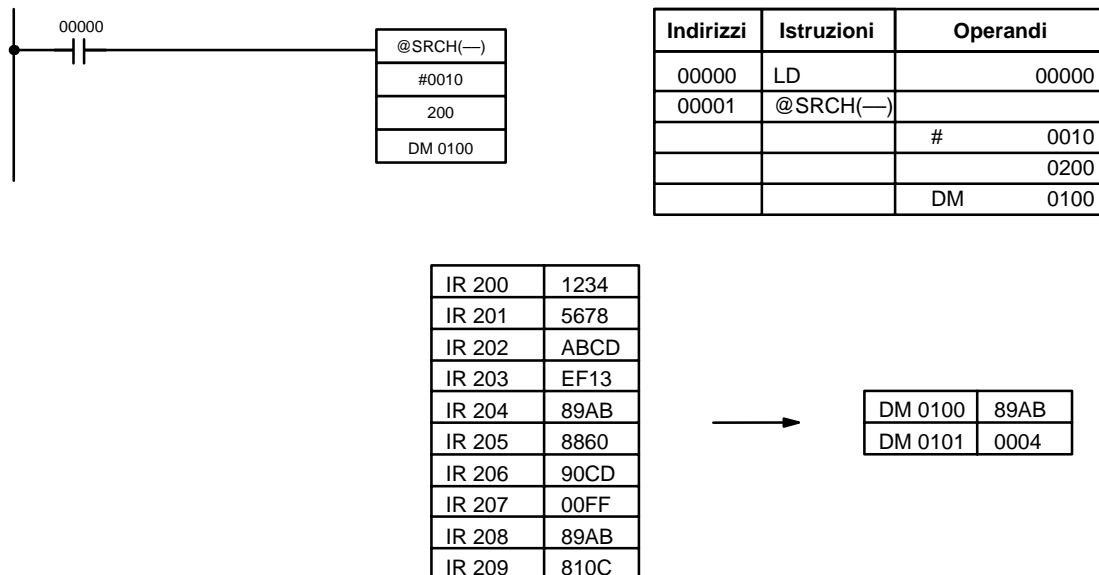 00000
@SRCH(—)
#0010
200
DM 0100
Indirizzi Istruzioni Operandi
00000 LD 00000
00001 @SRCH(—)
# 0010
0200
DM 0100
IR 200 1234
IR 201 5678
IR 202 ABCD
IR 203 EF13
IR 204 89AB
IR 205 8860
IR 206 90CD
IR 207 00FF
IR 208 89AB
IR 209 810C
DM 0100 89AB
DM 0101 0004